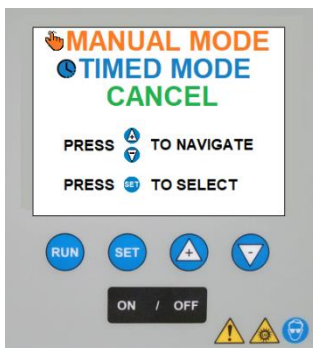 MANUAL MODE
TIMED MODE
CANCEL
PRESS + - TO NAVIGATE
PRESS SET TO SELECT
RUN SET + -
ON / OFF